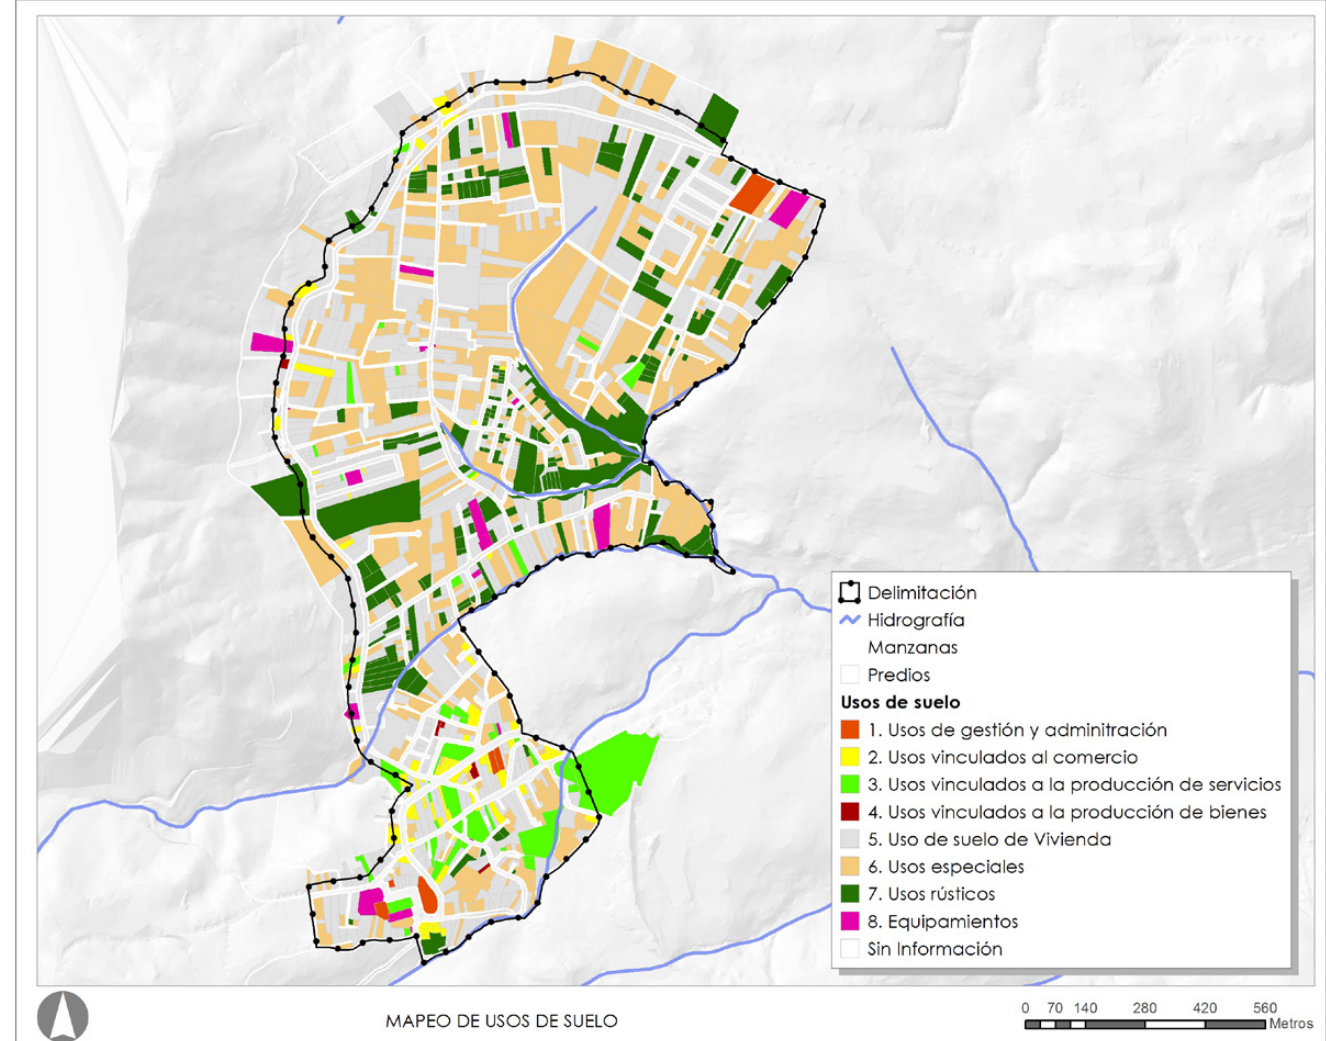 Delimitación
Hidrografía
Manzanas
Predios
Usos de suelo
1. Usos de gestión y adminitración
2. Usos vinculados al comercio
3. Usos vinculados a la producción de servicios
4. Usos vinculados a la producción de bienes
5. Uso de suelo de Vivienda
6. Usos especiales
7. Usos rústicos
8. Equipamientos
Sin Información
MAPEO DE USOS DE SUELO
0 70 140 280 420 560
Metros